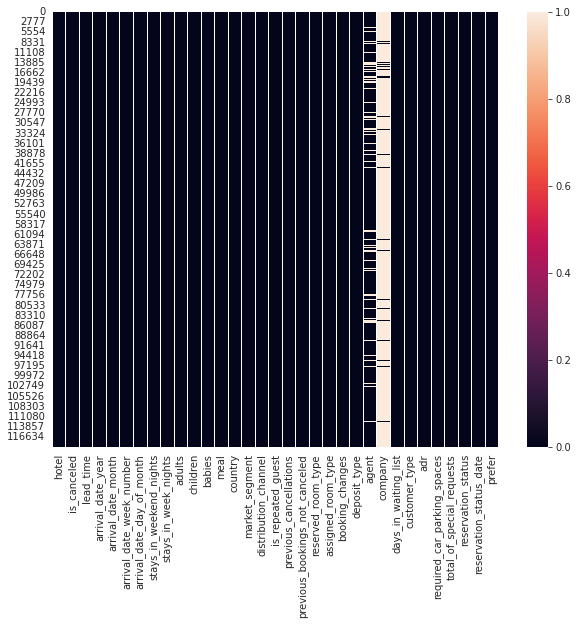 0
2777
5554
8331
11108
13885
16662
19439
22216
24993
27770
30547
33324
36101
38878
41655
44432
47209
49986
52763
55540
58317
61094
63871
66648
69425
72202
74979
77756
80533
83310
86087
88864
91641
94418
97195
99972
102749
105526
108303
111080
113857
116634
hotel
is_canceled
lead_time
arrival_date_year
arrival_date_month
arrival_date_week_number
arrival_date_day_of_month
stays_in_weekend_nights
stays_in_week_nights
adults
children
babies
meal
country
market_segment
distribution_channel
is_repeated_guest
previous_cancellations
previous_bookings_not_canceled
reserved_room_type
assigned_room_type
booking_changes
deposit_type
agent
company
days_in_waiting_list
customer_type
adr
required_car_parking_spaces
total_of_special_requests
reservation_status
reservation_status_date
prefer
1.0
0.8
0.6
0.4
0.2
0.0